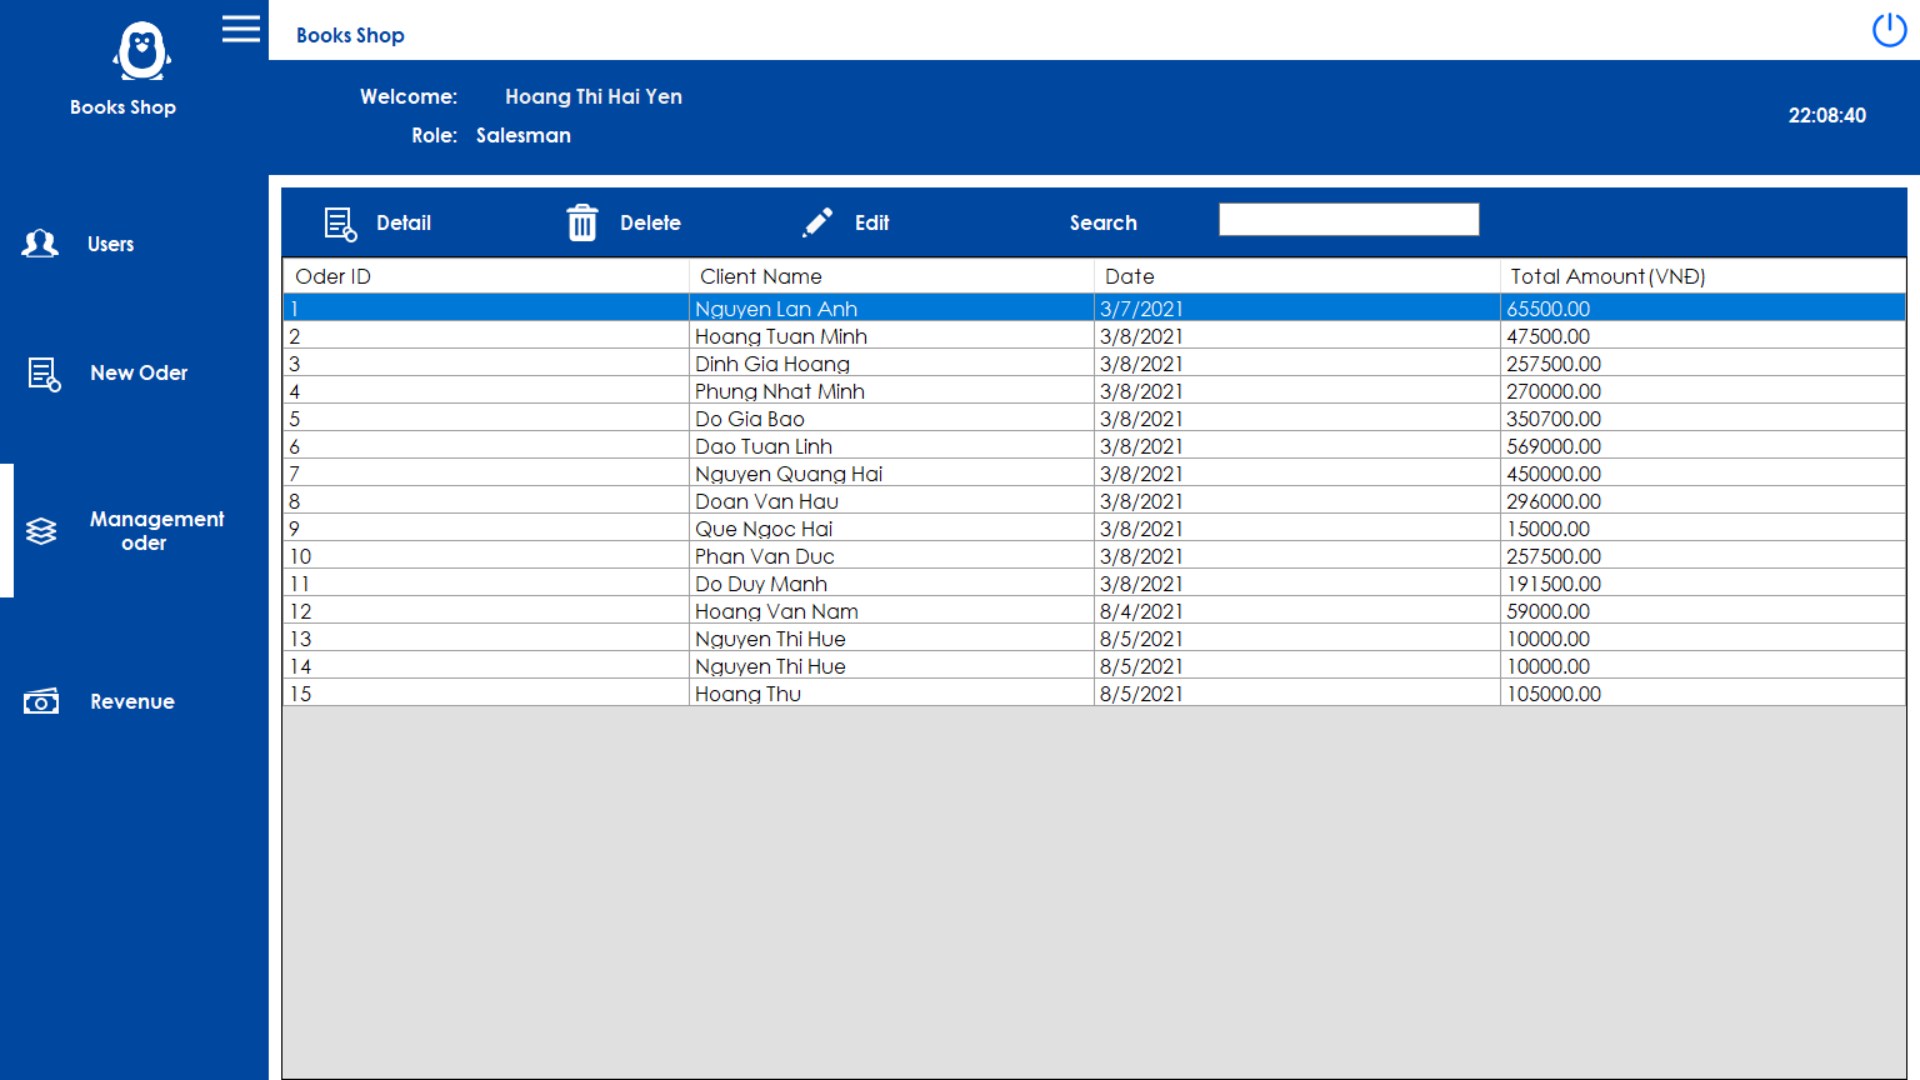 Books Shop
Books Shop
Welcome: Hoang Thi Hai Yen
Role: Salesman
22:08:40
Users
New Oder
Management
oder
Revenue
Detail Delete Edit Search
Oder ID Client Name Date Total Amount(VNĐ)
1 Nguyen Lan Anh 3/7/2021 65500.00
2 Hoang Tuan Minh 3/8/2021 47500.00
3 Dinh Gia Hoang 3/8/2021 257500.00
4 Phung Nhat Minh 3/8/2021 270000.00
5 Do Gia Bao 3/8/2021 350700.00
6 Dao Tuan Linh 3/8/2021 569000.00
7 Nguyen Quang Hai 3/8/2021 450000.00
8 Doan Van Hau 3/8/2021 296000.00
9 Que Ngoc Hai 3/8/2021 15000.00
10 Phan Van Duc 3/8/2021 257500.00
11 Do Duy Manh 3/8/2021 191500.00
12 Hoang Van Nam 8/4/2021 59000.00
13 Nguyen Thi Hue 8/5/2021 10000.00
14 Nguyen Thi Hue 8/5/2021 10000.00
15 Hoang Thu 8/5/2021 105000.00